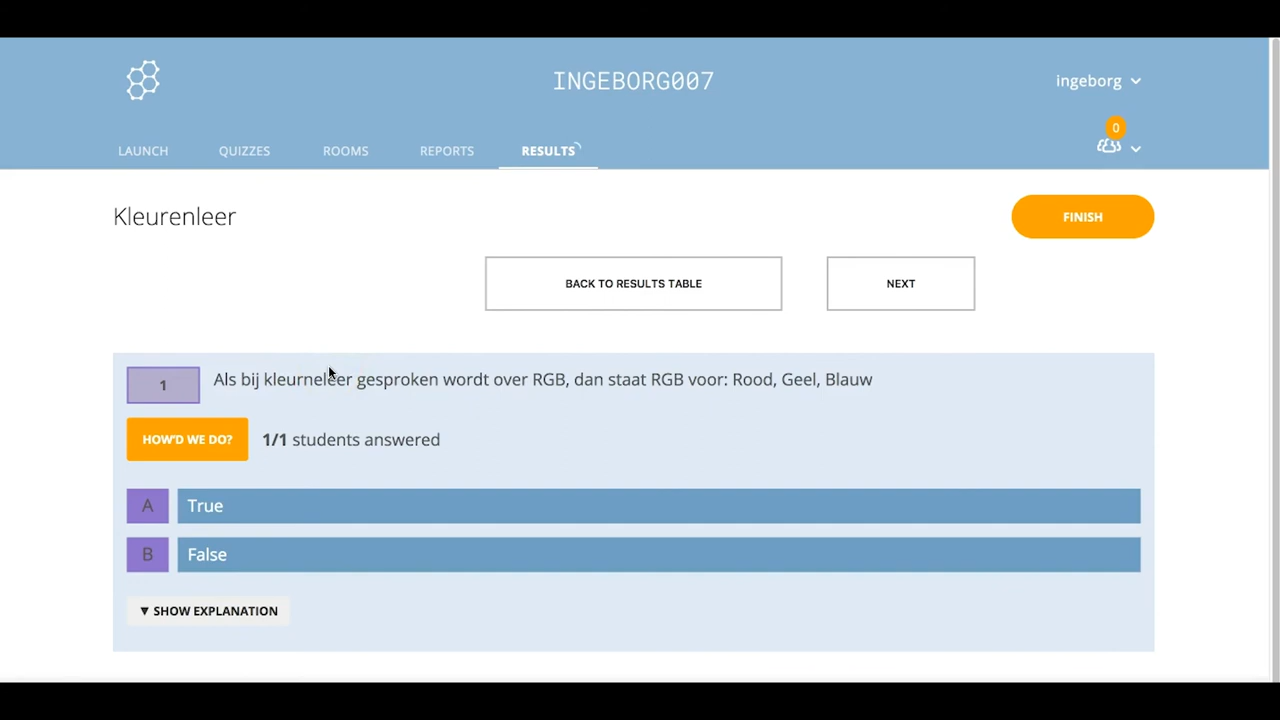 INGEBORG007
ingeborg
0
LAUNCH QUIZZES ROOMS REPORTS RESULTS
Kleurenleer
FINISH
BACK TO RESULTS TABLE NEXT
1 Als bij kleurneleer gesproken wordt over RGB, dan staat RGB voor: Rood, Geel, Blauw
HOW'D WE DO? 1/1 students answered
A True
B False
▼ SHOW EXPLANATION